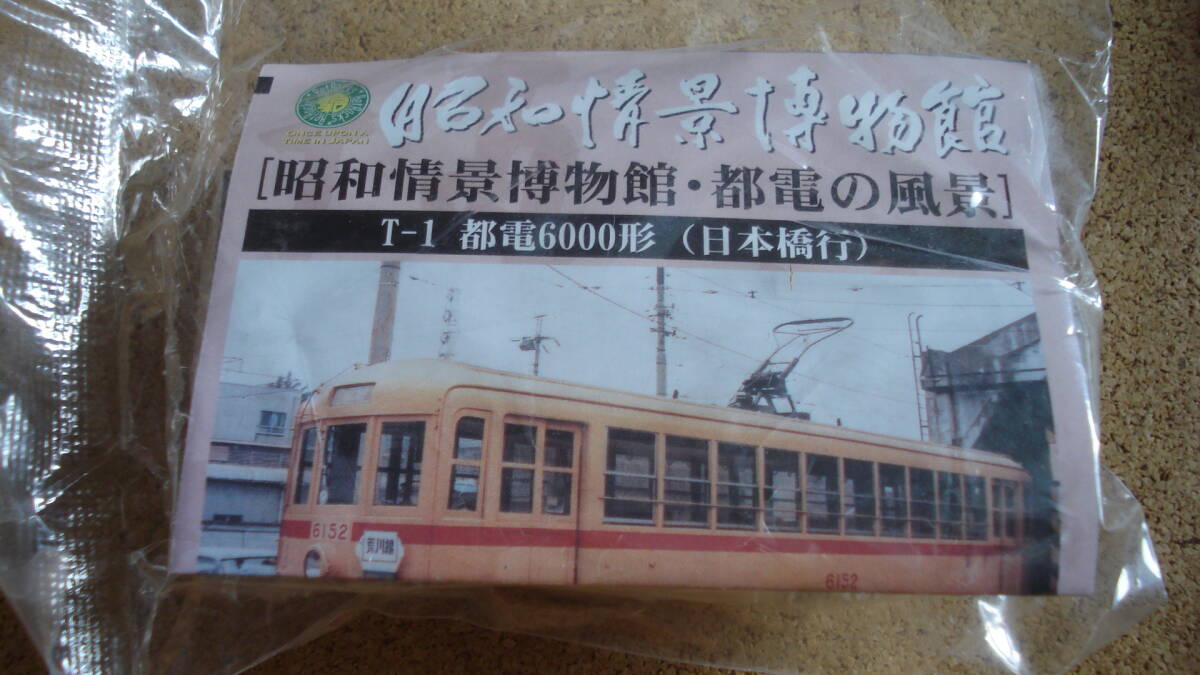 昭和情景博物館
ONCE UPON A
TIME IN JAPAN
[昭和情景博物館・都電の風景]
T-1 都電6000形 (日本橋行)
6152
荒川線
6152